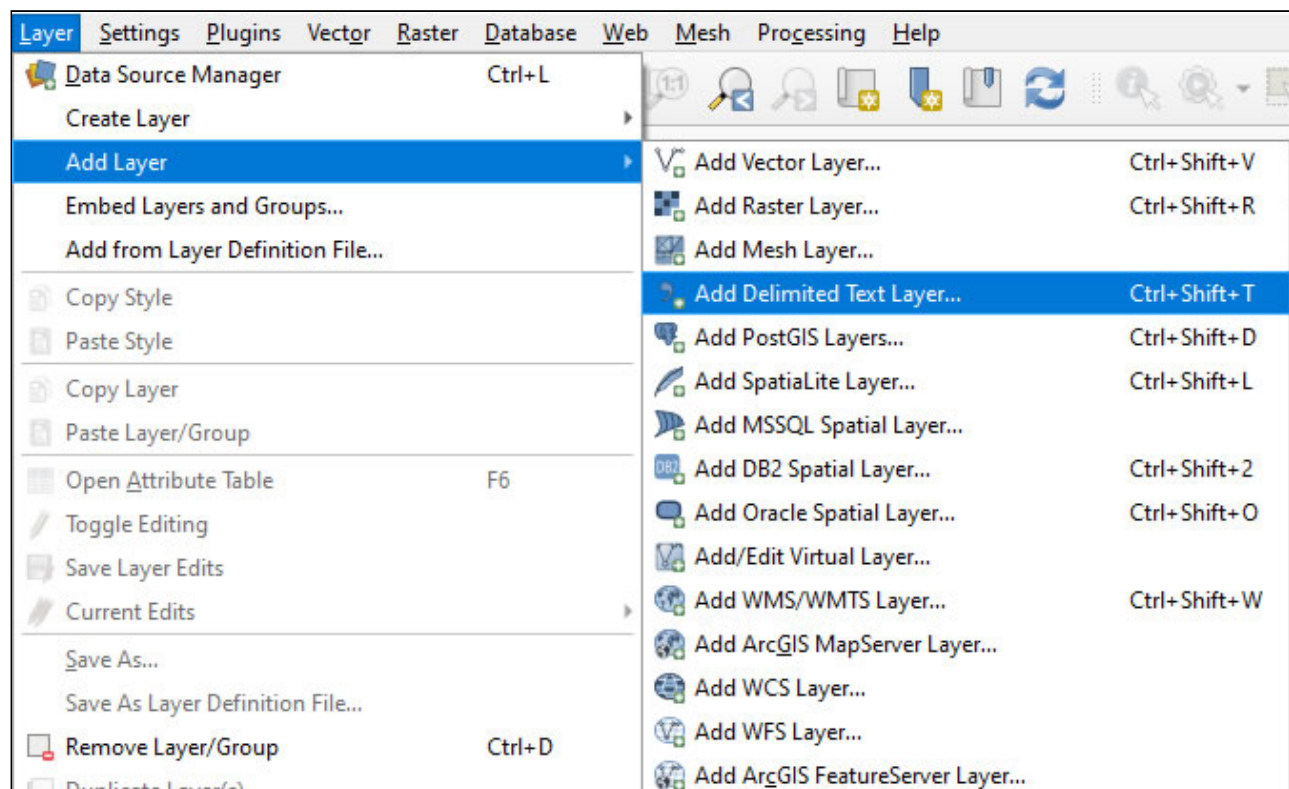 Layer Settings Plugins Vector Raster Database Web Mesh Processing Help
Data Source Manager Ctrl+L
Create Layer
Add Layer
Embed Layers and Groups...
Add from Layer Definition File...
Copy Style
Paste Style
Copy Layer
Paste Layer/Group
Open Attribute Table F6
Toggle Editing
Save Layer Edits
Current Edits
Save As...
Save As Layer Definition File...
Remove Layer/Group Ctrl+D
1:1
Add Vector Layer... Ctrl+Shift+V
Add Raster Layer... Ctrl+Shift+R
Add Mesh Layer...
Add Delimited Text Layer... Ctrl+Shift+T
Add PostGIS Layers... Ctrl+Shift+D
Add SpatiaLite Layer... Ctrl+Shift+L
Add MSSQL Spatial Layer...
DB2 Add DB2 Spatial Layer... Ctrl+Shift+2
Add Oracle Spatial Layer... Ctrl+Shift+O
Add/Edit Virtual Layer...
Add WMS/WMTS Layer... Ctrl+Shift+W
Add ArcGIS MapServer Layer...
Add WCS Layer...
Add WFS Layer...
Add ArcGIS FeatureServer Layer...